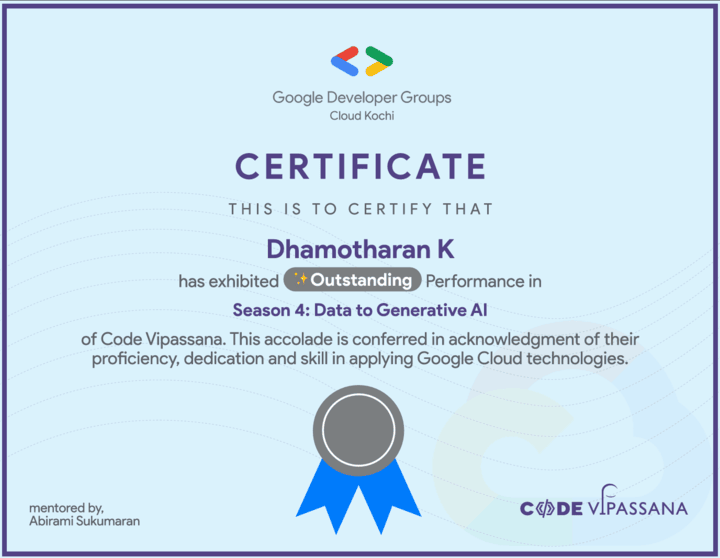 Google Developer Groups
Cloud Kochi
CERTIFICATE
THIS IS TO CERTIFY THAT
Dhamotharan K
has exhibited ✨Outstanding Performance in
Season 4: Data to Generative AI
of Code Vipassana. This accolade is conferred in acknowledgment of their
proficiency, dedication and skill in applying Google Cloud technologies.
mentored by,
Abirami Sukumaran
CODE VIPASSANA